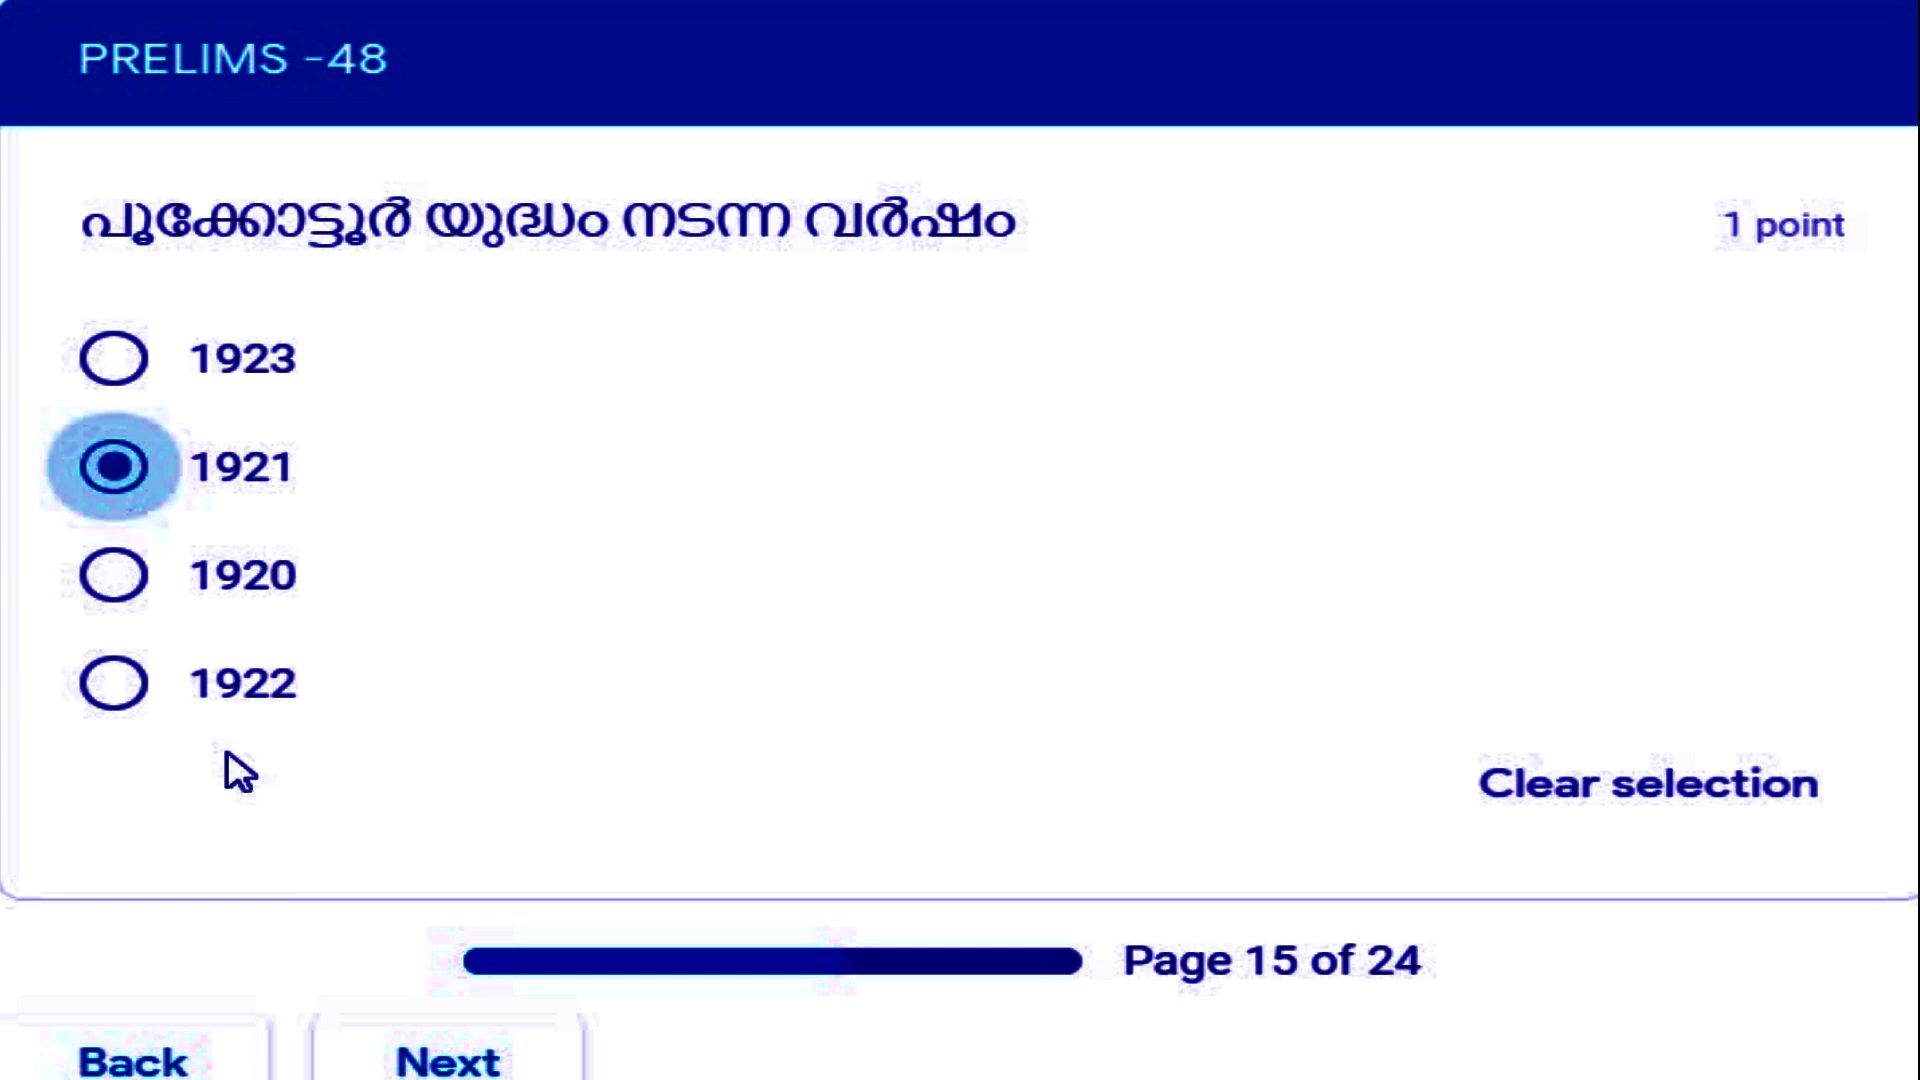 PRELIMS -48
പൂക്കോട്ടൂർ യുദ്ധം നടന്ന വർഷം
1 point
1923
1921
1920
1922
Clear selection
Page 15 of 24
Back
Next